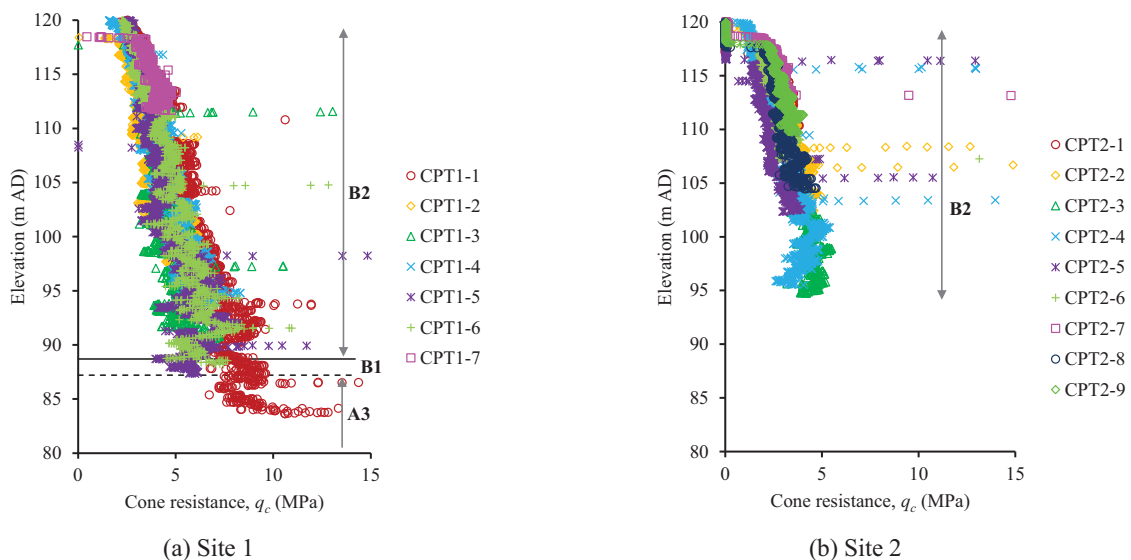 120
115
110
105
100
95
90
85
80
Elevation (m AD)
0
5
10
15
Cone resistance, qc (MPa)
B2
B1
A3
CPT1-1
CPT1-2
CPT1-3
CPT1-4
CPT1-5
CPT1-6
CPT1-7
(a) Site 1
120
115
110
105
100
95
90
85
80
Elevation (m AD)
0
5
10
15
Cone resistance, qc (MPa)
B2
CPT2-1
CPT2-2
CPT2-3
CPT2-4
CPT2-5
CPT2-6
CPT2-7
CPT2-8
CPT2-9
(b) Site 2